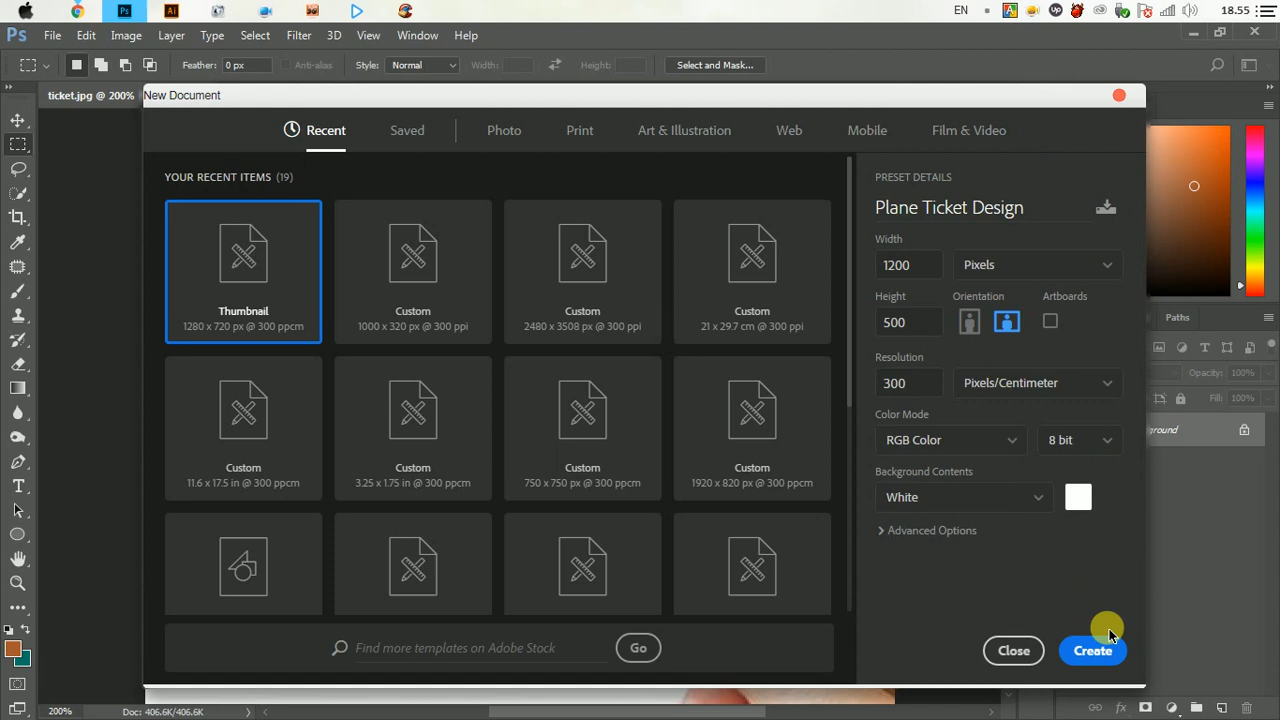 EN
18.55
Ps
File Edit Image Layer Type Select Filter 3D View Window Help
Feather: 0 px Anti-alias Style: Normal Width: Height: Select and Mask...
ticket.jpg @ 200%
New Document
Recent Saved Photo Print Art & Illustration Web Mobile Film & Video
YOUR RECENT ITEMS (19)
Thumbnail
1280 x 720 px @ 300 ppcm
Custom
1000 x 320 px @ 300 ppi
Custom
2480 x 3508 px @ 300 ppi
Custom
21 x 29.7 cm @ 300 ppi
Custom
11.6 x 17.5 in @ 300 ppcm
Custom
3.25 x 1.75 in @ 300 ppcm
Custom
750 x 750 px @ 300 ppcm
Custom
1920 x 820 px @ 300 ppcm
Find more templates on Adobe Stock Go
PRESET DETAILS
Plane Ticket Design
Width
1200 Pixels
Height Orientation Artboards
500
Resolution
300 Pixels/Centimeter
Color Mode
RGB Color 8 bit
Background Contents
White
Advanced Options
Close Create
Paths
Opacity: 100%
Fill: 100%
ground
200% Doc: 406.6K/406.6K